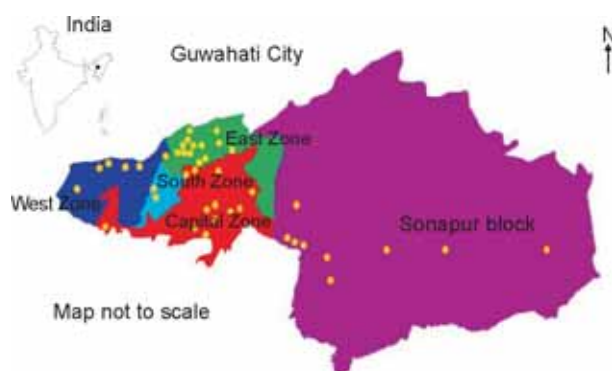 India
Guwahati City
N
East Zone
South Zone
West Zone
Capital Zone
Sonapur block
Map not to scale